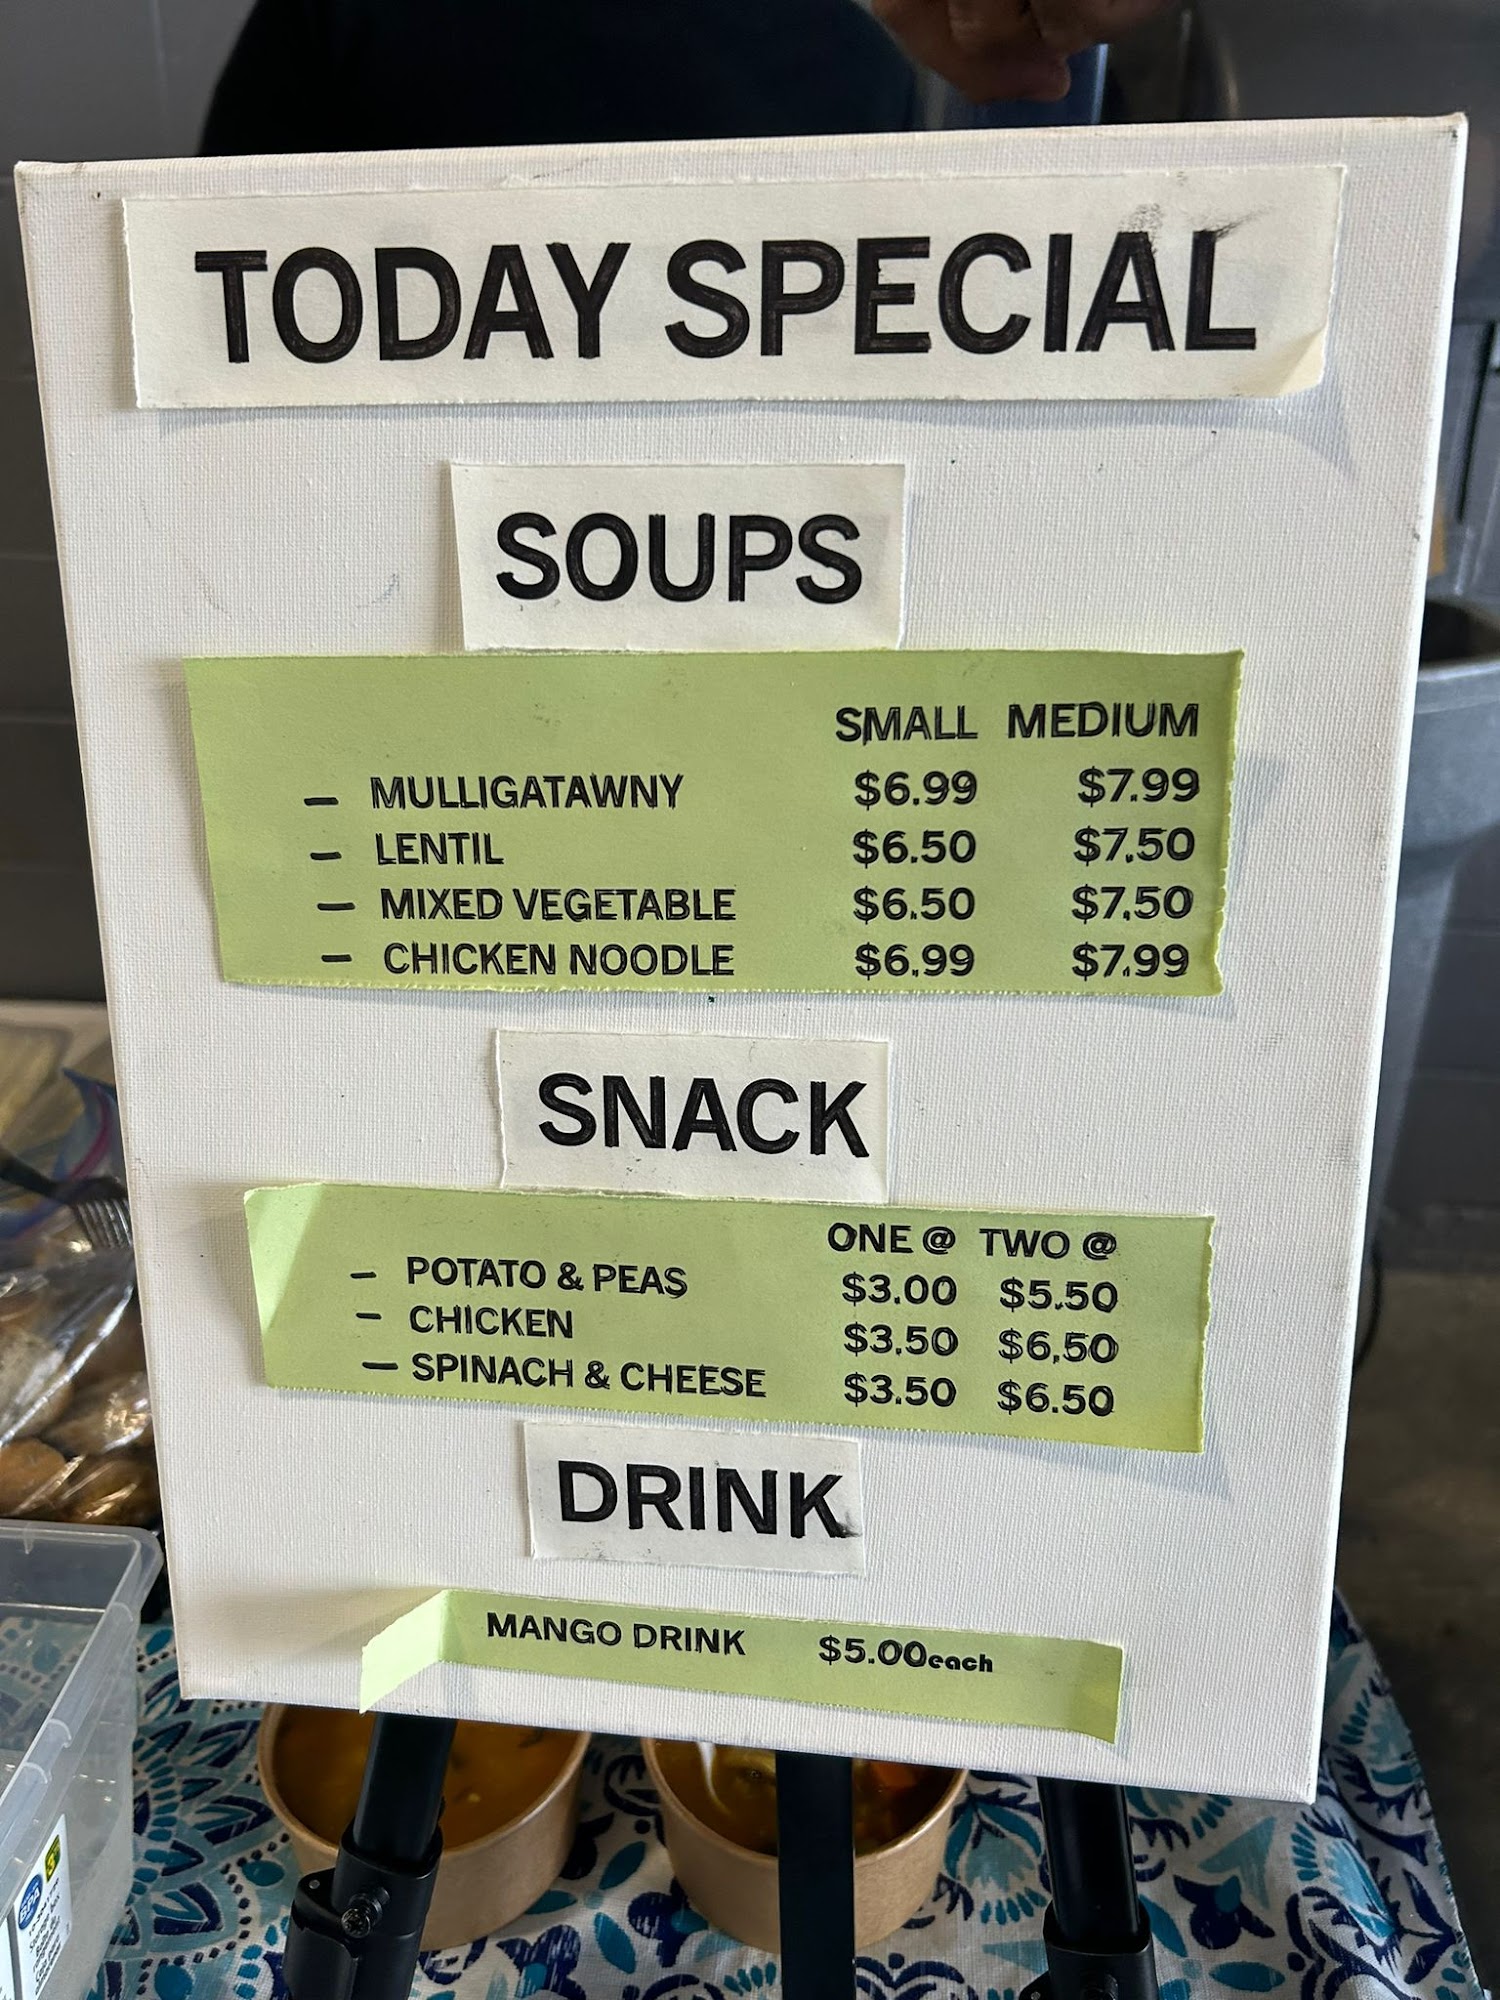 TODAY SPECIAL
SOUPS
SMALL MEDIUM
– MULLIGATAWNY $6.99 $7.99
– LENTIL $6.50 $7.50
– MIXED VEGETABLE $6.50 $7.50
– CHICKEN NOODLE $6.99 $7.99
SNACK
ONE @ TWO @
– POTATO & PEAS $3.00 $5.50
– CHICKEN $3.50 $6.50
– SPINACH & CHEESE $3.50 $6.50
DRINK
MANGO DRINK $5.00each